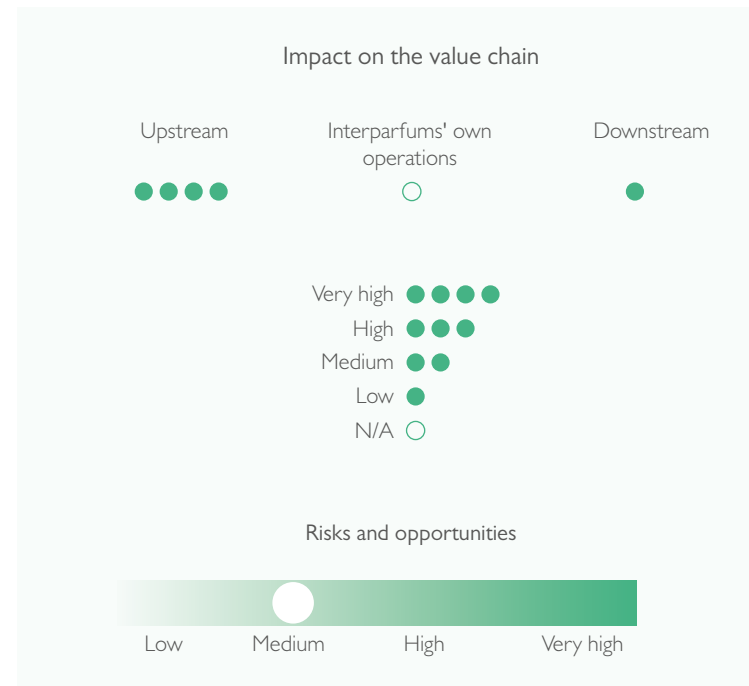 Impact on the value chain
Upstream
Interparfums' own
operations
Downstream
Very high
High
Medium
Low
N/A
Risks and opportunities
Low
Medium
High
Very high